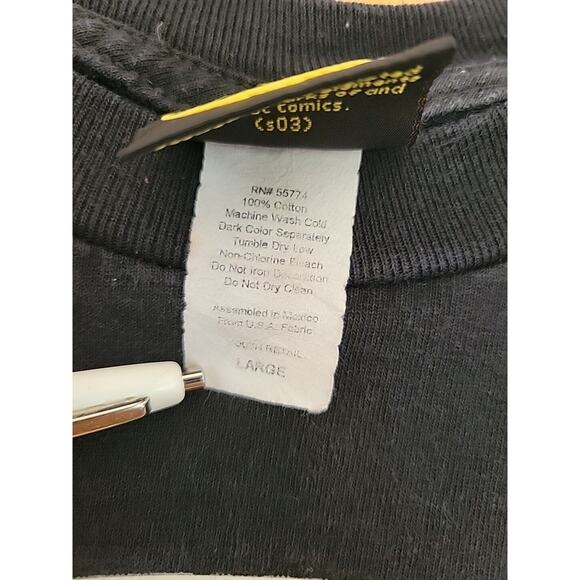 and
comics.
(s03)
RN# 55774
100% Cotton
Machine Wash Cold
Dark Color Separately
Tumble Dry Low
Non-Chlorine Bleach
Do Not Iron Decoration
Do Not Dry Clean
Assembled in Mexico
From U.S.A. Fabric
LARGE